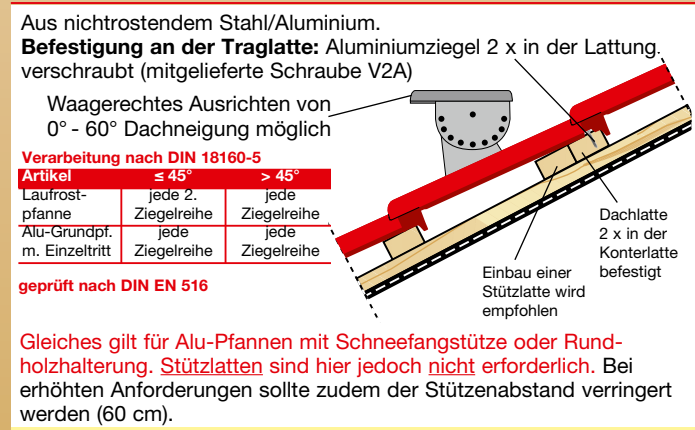 Aus nichtrostendem Stahl/Aluminium.
Befestigung an der Traglatte: Aluminiumziegel 2 x in der Lattung.
verschraubt (mitgelieferte Schraube V2A)
Waagerechtes Ausrichten von
0° - 60° Dachneigung möglich
Verarbeitung nach DIN 18160-5
Artikel ≤ 45° > 45°
Laufrost- jede 2. jede
pfanne Ziegelreihe Ziegelreihe
Alu-Grundpf. jede jede
m. Einzeltritt Ziegelreihe Ziegelreihe
geprüft nach DIN EN 516
Dachlatte
2 x in der
Konterlatte
befestigt
Einbau einer
Stützlatte wird
empfohlen
Gleiches gilt für Alu-Pfannen mit Schneefangstütze oder Rund-
holzhalterung. Stützlatten sind hier jedoch nicht erforderlich. Bei
erhöhten Anforderungen sollte zudem der Stützenabstand verringert
werden (60 cm).